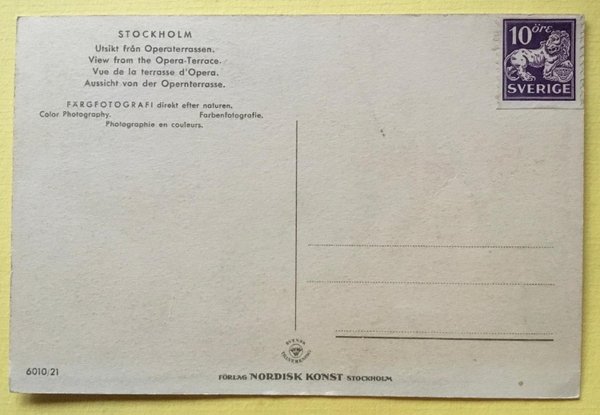 STOCKHOLM
Utsikt från Operaterrassen.
View from the Opera-Terrace.
Vue de la terrasse d'Opera.
Aussicht von der Opernterrasse.
FÄRGFOTOGRAFI direkt efter naturen.
Color Photography. Farbenfotografie.
Photographie en couleurs.
10 ÖRE
SVERIGE
SVENSK
6010/21
FÖRLAG NORDISK KONST STOCKHOLM